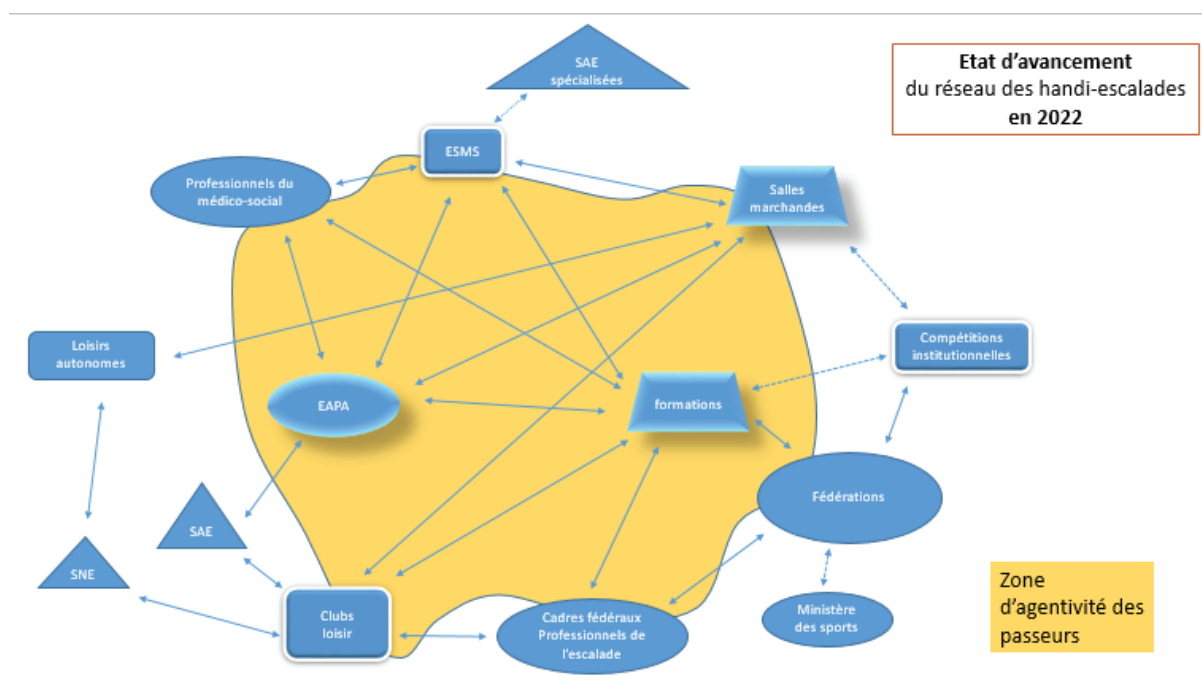 SAE
spécialisées
Etat d'avancement
du réseau des handi-escalades
en 2022
ESMS
Professionnels du
médico-social
Salles
marchandes
Loisirs
autonomes
Compétitions
institutionnelles
EAPA
formations
Fédérations
SAE
SNE
Clubs
loisir
Cadres fédéraux
Professionnels de
l'escalade
Ministère
des sports
Zone
d'agentivité des
passeurs